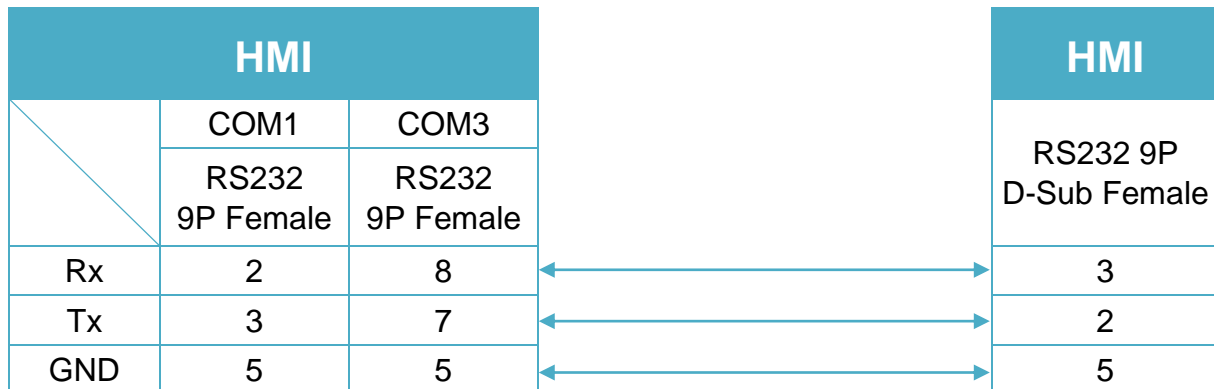 HMI
HMI
COM1 COM3
RS232 9P Female
RS232 9P Female
RS232 9P
D-Sub Female
Rx 2 8 3
Tx 3 7 2
GND 5 5 5